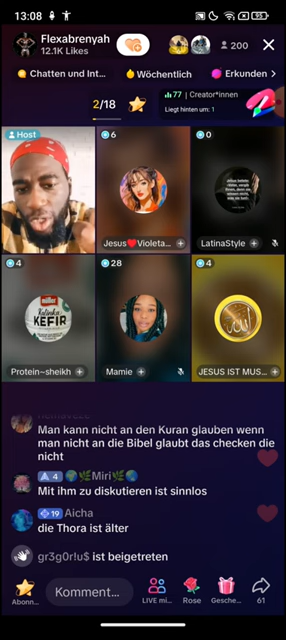 13:08
95
Flexabrenyah
12.1K Likes
200
Chatten und Int...
Wöchentlich
Erkunden
2/18
77 | Creator*innen
Liegt hinten um: 1
Host
6
0
Jesus❤️Violeta...
LatinaStyle
4
28
4
müller
Kalinka
KEFIR
Protein~sheikh
Mamie
JESUS IST MUS...
Man kann nicht an den Kuran glauben wenn
man nicht an die Bibel glaubt das checken die
nicht
4 🌍🌿Miri🌿🌏
Mit ihm zu diskutieren ist sinnlos
19 Aicha
die Thora ist älter
gr3g0r!u$ ist beigetreten
Komment...
Abonn...
LIVE mi...
Rose
Gesche...
61